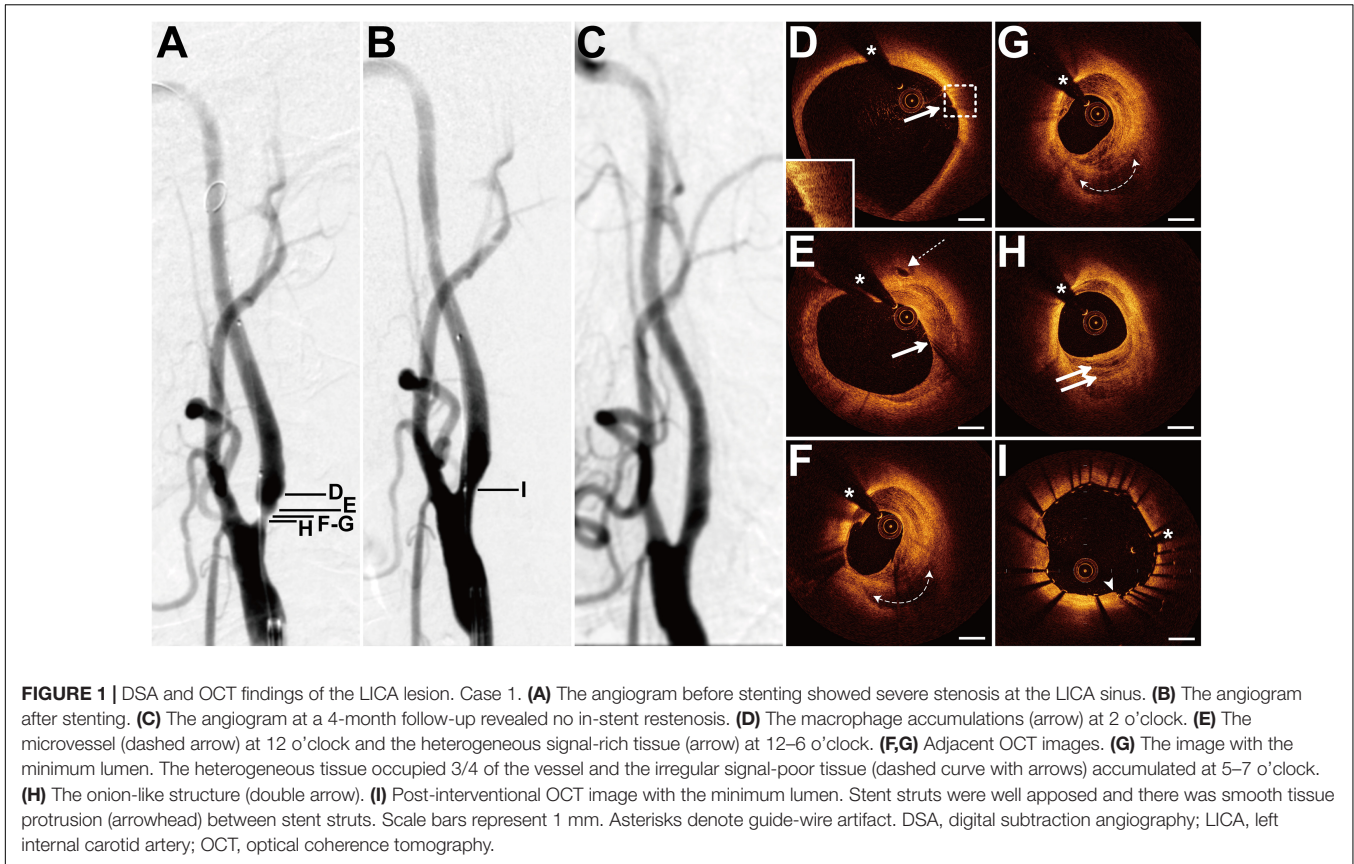 A
B
C
D
*
G
*
E
*
H
*
D
E
F-G
H
I
F
*
I
*
FIGURE 1 | DSA and OCT findings of the LICA lesion. Case 1. (A) The angiogram before stenting showed severe stenosis at the LICA sinus. (B) The angiogram
after stenting. (C) The angiogram at a 4-month follow-up revealed no in-stent restenosis. (D) The macrophage accumulations (arrow) at 2 o’clock. (E) The
microvessel (dashed arrow) at 12 o’clock and the heterogeneous signal-rich tissue (arrow) at 12–6 o’clock. (F,G) Adjacent OCT images. (G) The image with the
minimum lumen. The heterogeneous tissue occupied 3/4 of the vessel and the irregular signal-poor tissue (dashed curve with arrows) accumulated at 5–7 o’clock.
(H) The onion-like structure (double arrow). (I) Post-interventional OCT image with the minimum lumen. Stent struts were well apposed and there was smooth tissue
protrusion (arrowhead) between stent struts. Scale bars represent 1 mm. Asterisks denote guide-wire artifact. DSA, digital subtraction angiography; LICA, left
internal carotid artery; OCT, optical coherence tomography.